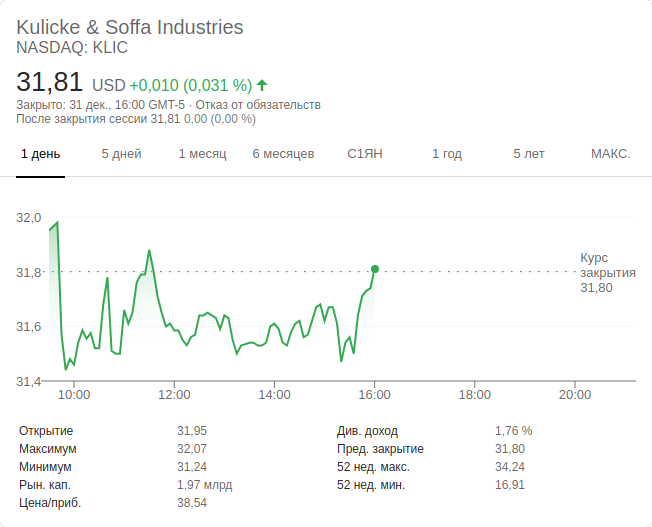 Kulicke & Soffa Industries
NASDAQ: KLIC
31,81 USD +0,010 (0,031 %)
Закрыто: 31 дек., 16:00 GMT-5 · Отказ от обязательств
После закрытия сессии 31,81 0,00 (0,00 %)
1 день 5 дней 1 месяц 6 месяцев С1ЯН 1 год 5 лет МАКС.
32,0
31,8
31,6
31,4
Курс
закрытия
31,80
10:00 12:00 14:00 16:00 18:00 20:00
Открытие 31,95
Максимум 32,07
Минимум 31,24
Рын. кап. 1,97 млрд
Цена/приб. 38,54
Див. доход 1,76 %
Пред. закрытие 31,80
52 нед. макс. 34,24
52 нед. мин. 16,91